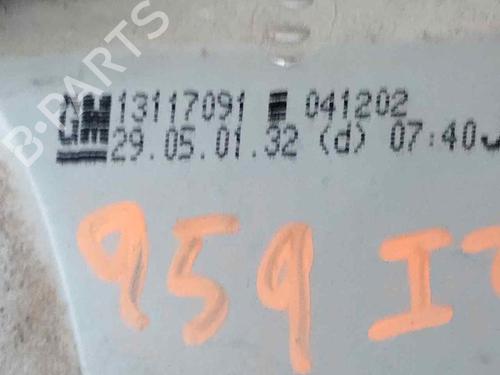 B-PARTS
GM 13117091 041202
29.05.01.32 (d) 07:40
959 I